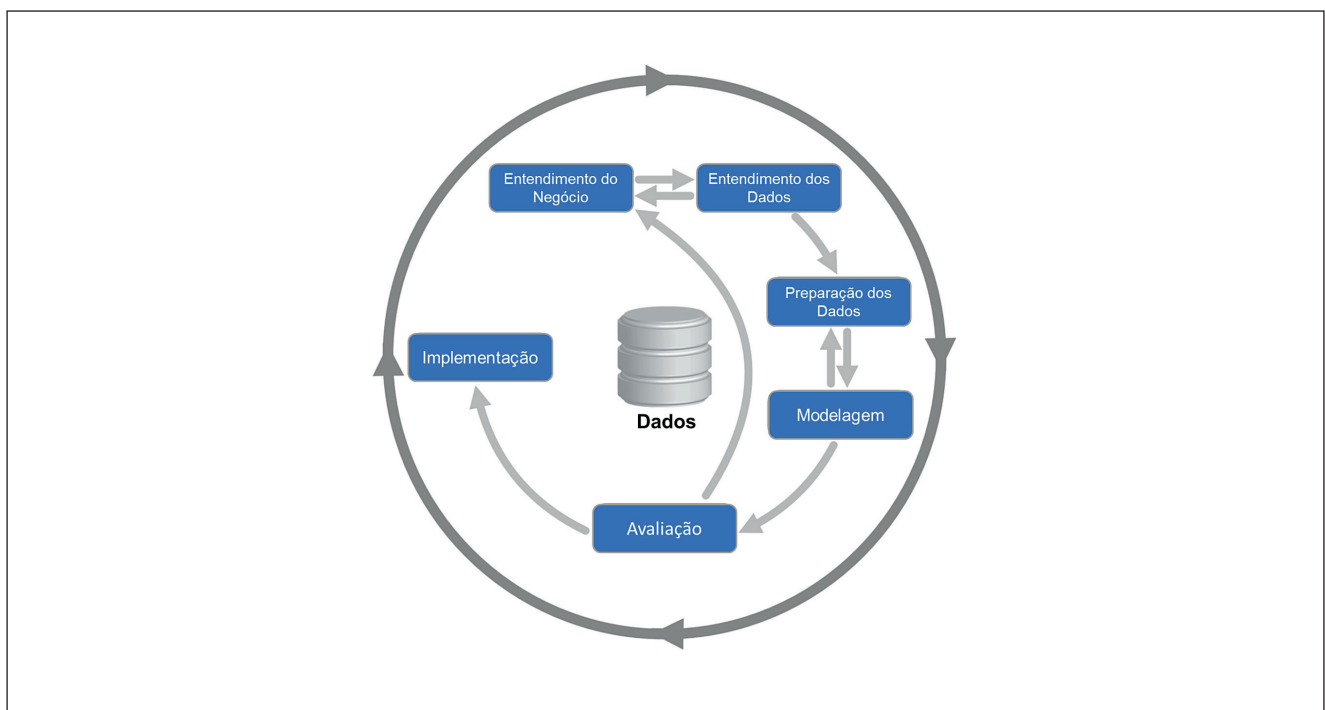 Entendimento do
Negócio
Entendimento dos
Dados
Preparação dos
Dados
Implementação
Modelagem
Dados
Avaliação